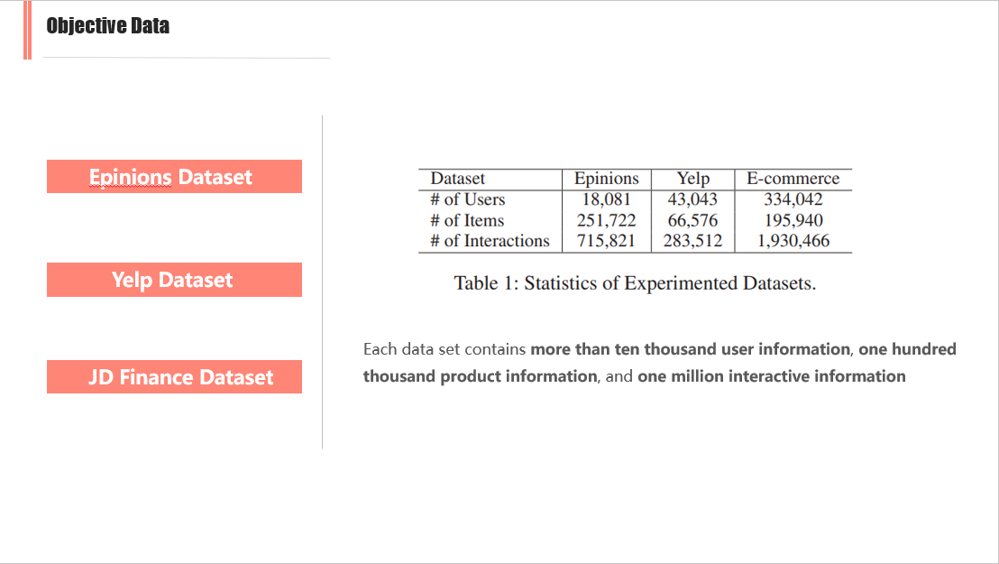 Objective Data
Epinions Dataset
Yelp Dataset
JD Finance Dataset
Dataset Epinions Yelp E-commerce
# of Users 18,081 43,043 334,042
# of Items 251,722 66,576 195,940
# of Interactions 715,821 283,512 1,930,466
Table 1: Statistics of Experimented Datasets.
Each data set contains more than ten thousand user information, one hundred
thousand product information, and one million interactive information